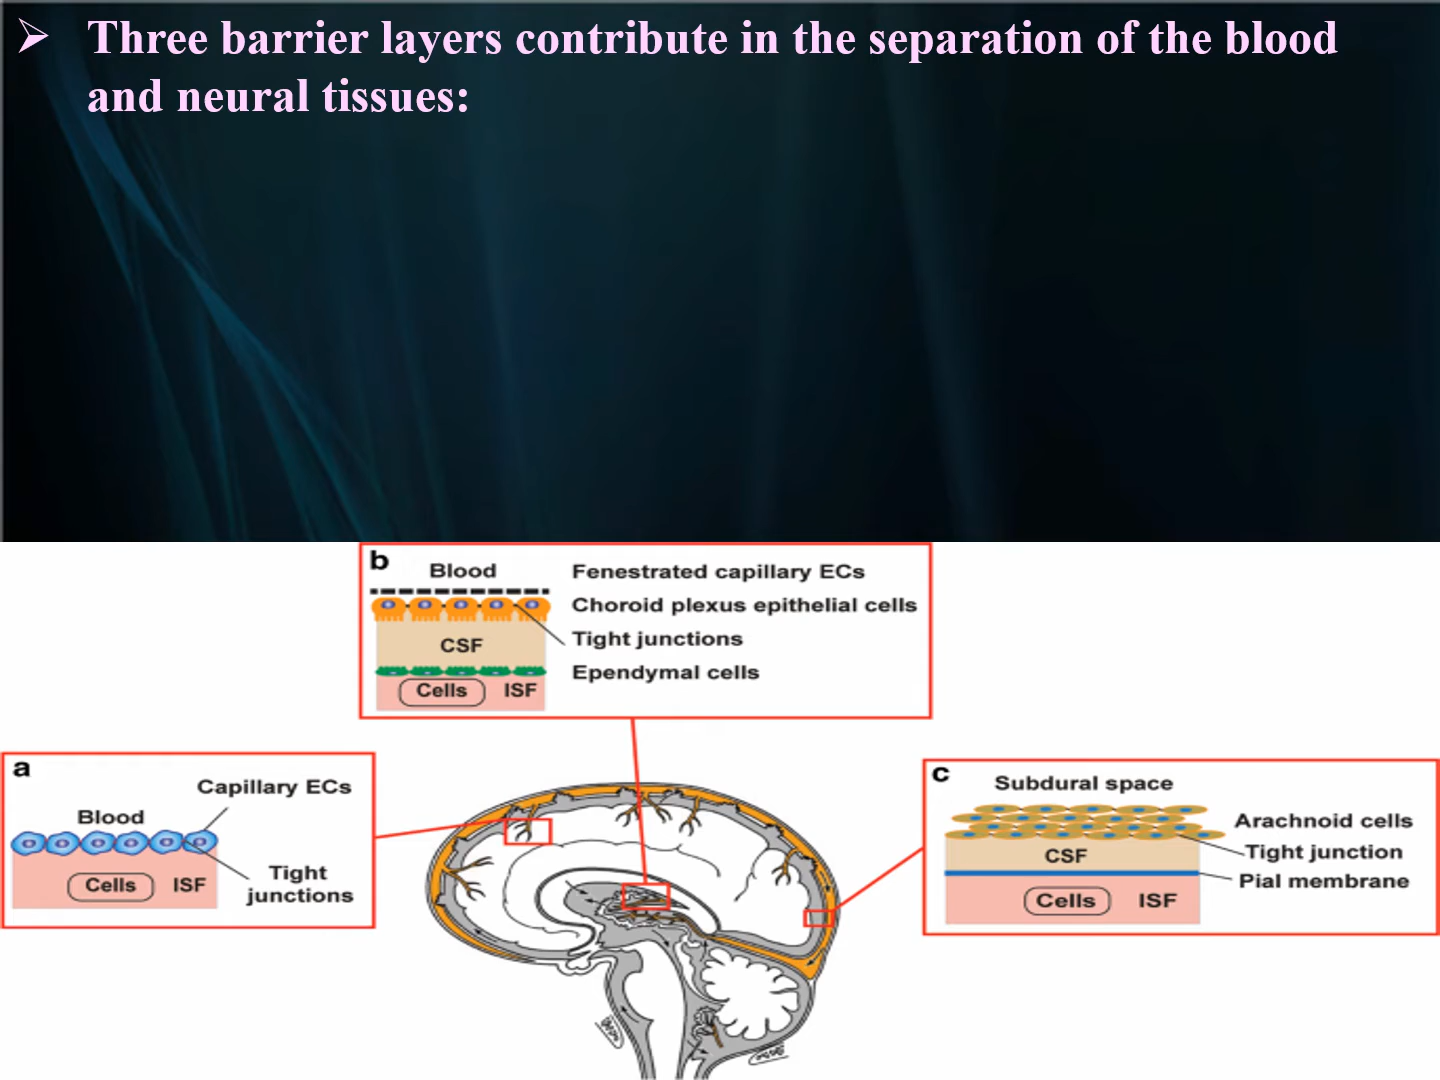 ➢ Three barrier layers contribute in the separation of the blood
and neural tissues:
b
Blood
Fenestrated capillary ECs
Choroid plexus epithelial cells
Tight junctions
CSF
Ependymal cells
Cells
ISF
a
Capillary ECs
Blood
Tight
junctions
Cells
ISF
c
Subdural space
Arachnoid cells
Tight junction
CSF
Pial membrane
Cells
ISF